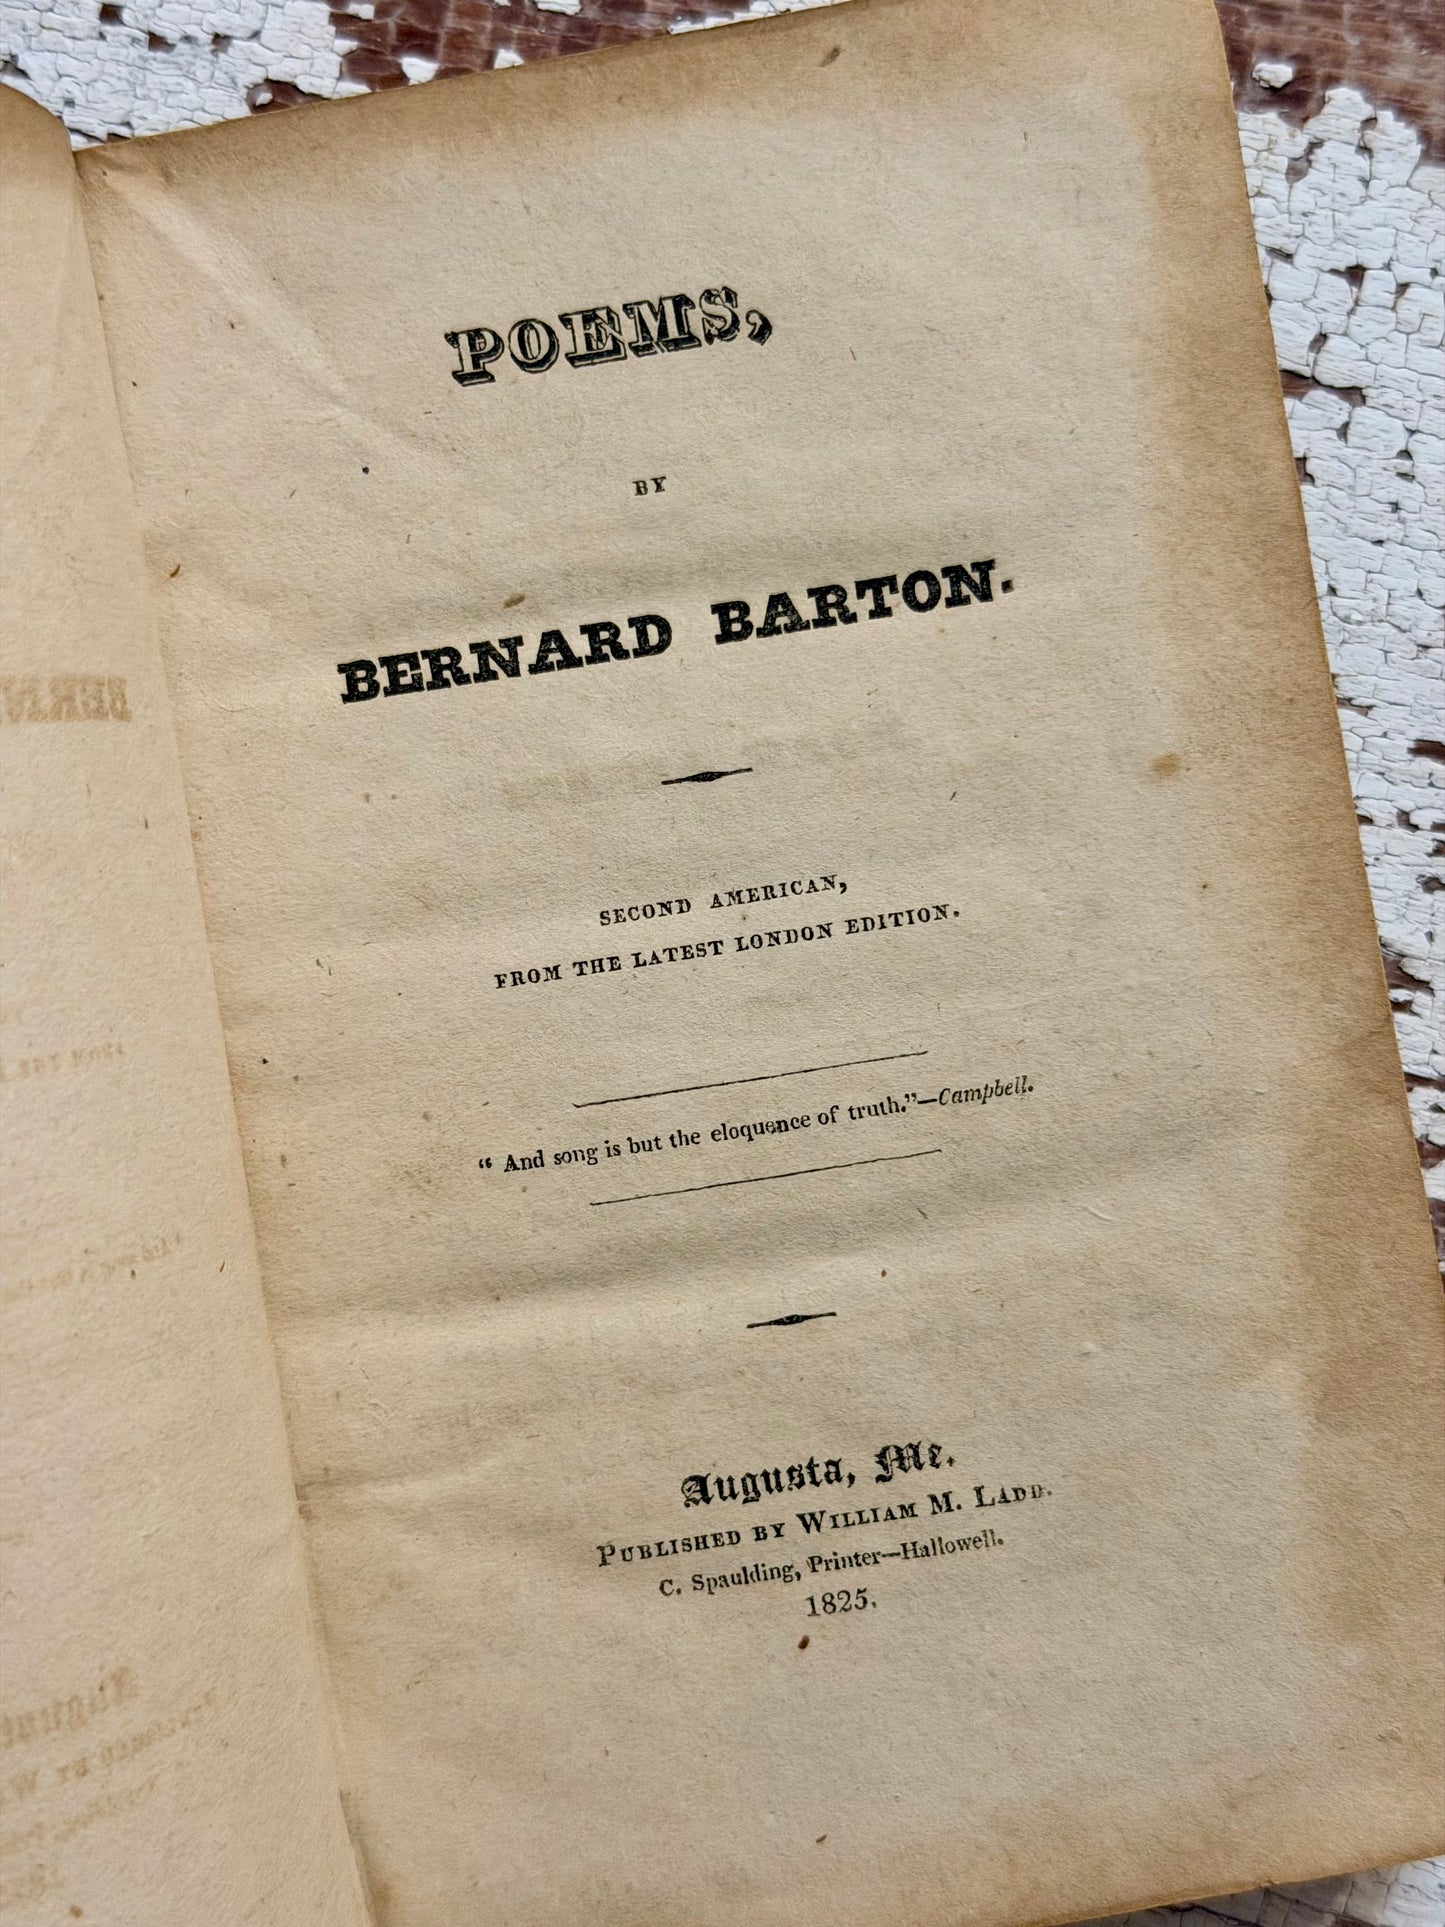 POEMS,
BY
BERNARD BARTON.
SECOND AMERICAN,
FROM THE LATEST LONDON EDITION.
“ And song is but the eloquence of truth.”—Campbell.
Augusta, Me.
PUBLISHED BY WILLIAM M. LADD.
C. Spaulding, Printer—Hallowell.
1825.